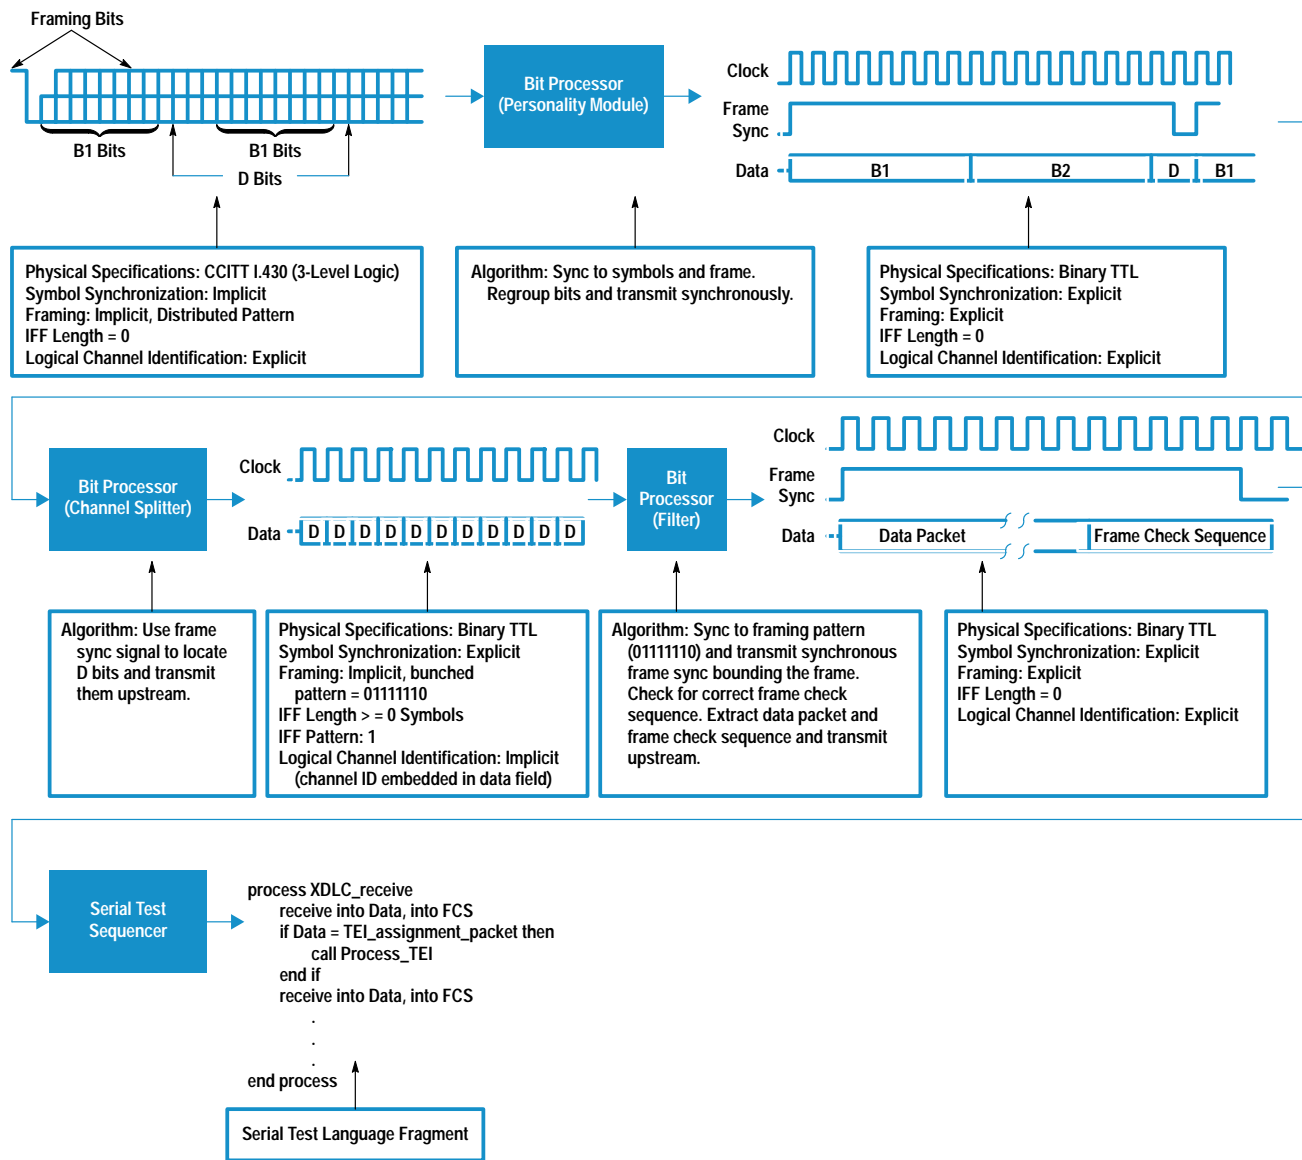 Framing Bits
B1 Bits
B1 Bits
D Bits
Bit Processor
(Personality Module)
Clock
Frame
Sync
Data
B1
B2
D
B1
Physical Specifications: CCITT I.430 (3-Level Logic)
Symbol Synchronization: Implicit
Framing: Implicit, Distributed Pattern
IFF Length = 0
Logical Channel Identification: Explicit
Algorithm: Sync to symbols and frame.
Regroup bits and transmit synchronously.
Physical Specifications: Binary TTL
Symbol Synchronization: Explicit
Framing: Explicit
IFF Length = 0
Logical Channel Identification: Explicit
Bit Processor
(Channel Splitter)
Clock
Data
D D D D D D D D D D D
Bit
Processor
(Filter)
Clock
Frame
Sync
Data
Data Packet
Frame Check Sequence
Algorithm: Use frame
sync signal to locate
D bits and transmit
them upstream.
Physical Specifications: Binary TTL
Symbol Synchronization: Explicit
Framing: Implicit, bunched
pattern = 01111110
IFF Length > = 0 Symbols
IFF Pattern: 1
Logical Channel Identification: Implicit
(channel ID embedded in data field)
Algorithm: Sync to framing pattern
(01111110) and transmit synchronous
frame sync bounding the frame.
Check for correct frame check
sequence. Extract data packet and
frame check sequence and transmit
upstream.
Physical Specifications: Binary TTL
Symbol Synchronization: Explicit
Framing: Explicit
IFF Length = 0
Logical Channel Identification: Explicit
Serial Test
Sequencer
process XDLC_receive
receive into Data, into FCS
if Data = TEI_assignment_packet then
call Process_TEI
end if
receive into Data, into FCS
.
.
.
end process
Serial Test Language Fragment